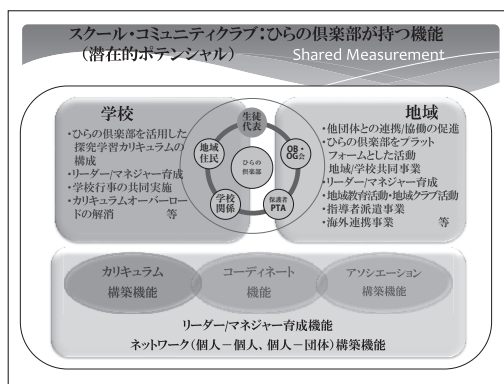 スクール・コミュニティクラブ:ひらの倶楽部が持つ機能
(潜在的ポテンシャル)
Shared Measurement
学校
・ひらの倶楽部を活用した
探究学習カリキュラムの
構成
・リーダー/マネジャー育成
・学校行事の共同実施
・カリキュラムオーバーロー
ドの解消 等
生徒
代表
地域
住民
OB・
OG会
ひらの
倶楽部
学校
関係
保護者
PTA
地域
・他団体との連携/協働の促進
・ひらの倶楽部をプラット
フォームとした活動
地域/学校共同事業
・リーダー/マネジャー育成
・地域教育活動・地域クラブ活動
・指導者派遣事業
・海外連携事業 等
カリキュラム
構築機能
コーディネート
機能
アソシエーション
構築機能
リーダー/マネジャー育成機能
ネットワーク(個人-個人、個人-団体)構築機能